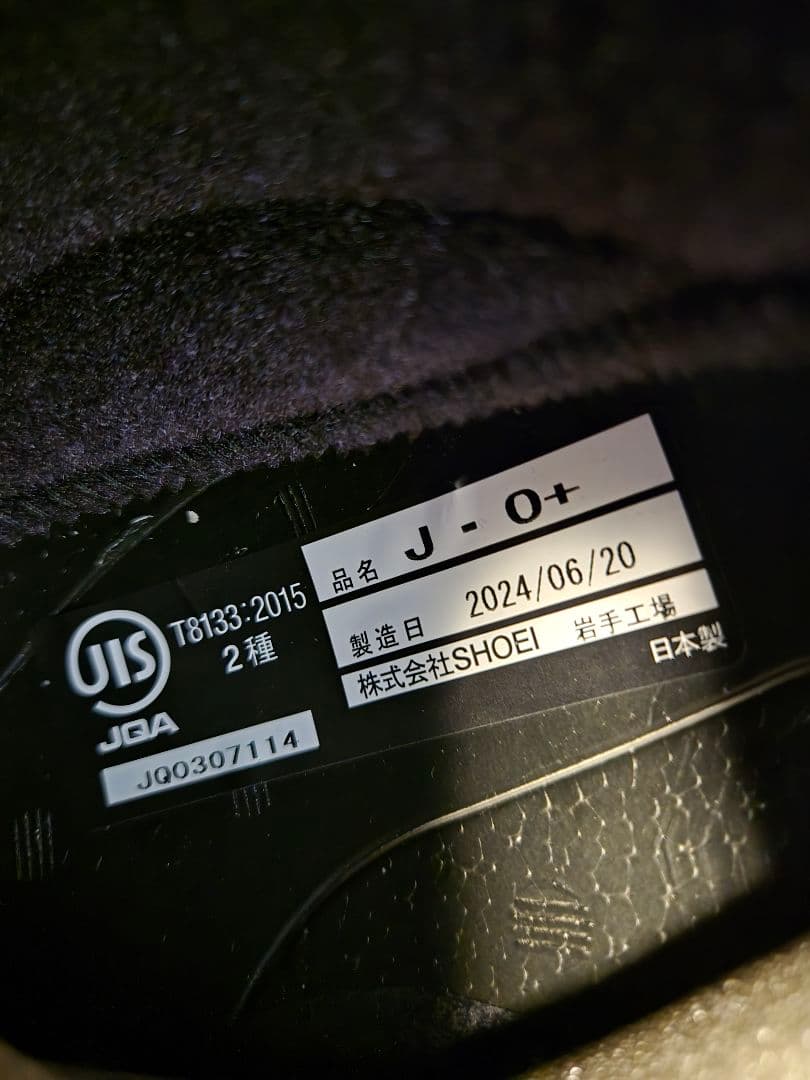 JIS
T8133:2015
2種
JQA
JQ0307114
品名 J-O+
製造日 2024/06/20
株式会社SHOEI 岩手工場
日本製